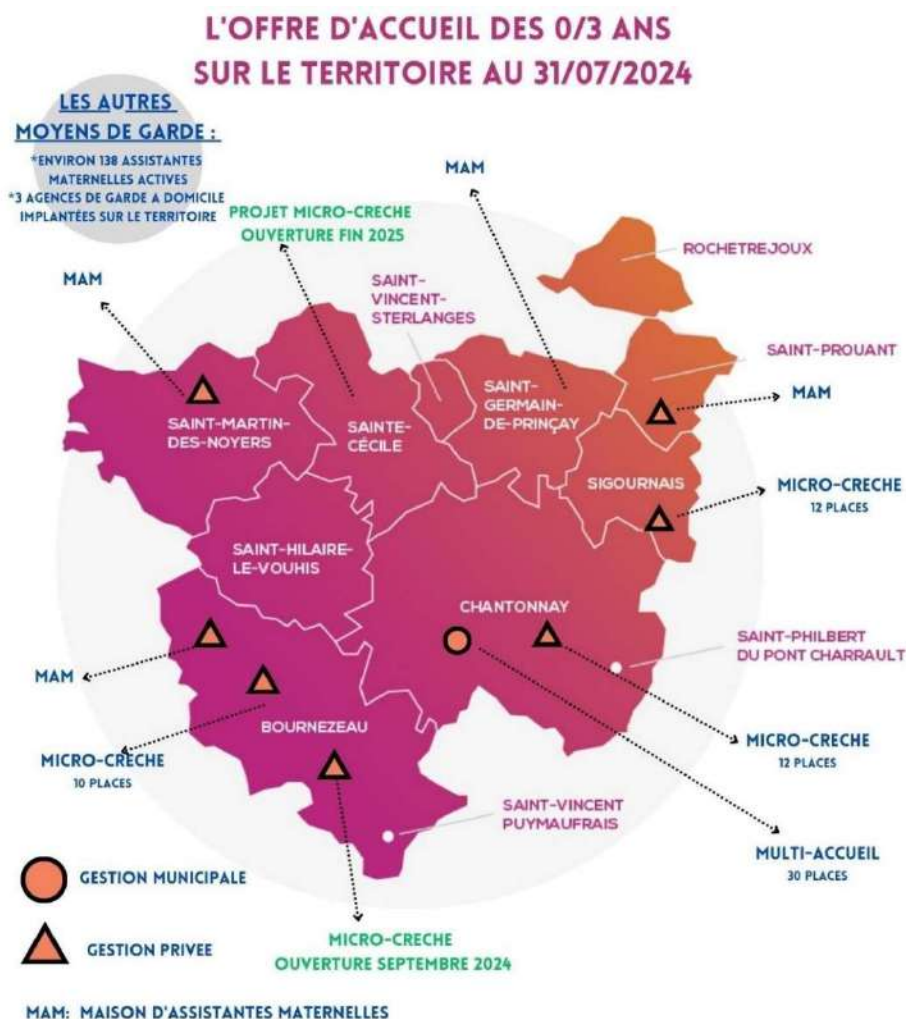 L'OFFRE D'ACCUEIL DES 0/3 ANS
SUR LE TERRITOIRE AU 31/07/2024
LES AUTRES
MOYENS DE GARDE :
*ENVIRON 138 ASSISTANTES
MATERNELLES ACTIVES
*3 AGENCES DE GARDE A DOMICILE
IMPLANTÉES SUR LE TERRITOIRE
MAM
PROJET MICRO-CRECHE
OUVERTURE FIN 2025
ROCHETREJOUX
MAM
SAINT-
VINCENT-
STERLANGES
SAINT-PROUANT
SAINT-
GERMAIN-
DE-PRINÇAY
MAM
SAINT-MARTIN-
DES-NOYERS
SAINTE-
CÉCILE
SIGOURNAIS
MICRO-CRECHE
12 PLACES
SAINT-HILAIRE-
LE-VOUHIS
CHANTONNAY
SAINT-PHILBERT
DU PONT CHARRAULT
MAM
BOURNEZEAU
MICRO-CRECHE
10 PLACES
MICRO-CRECHE
12 PLACES
SAINT-VINCENT
PUYMAUFRAIS
MULTI-ACCUEIL
30 PLACES
GESTION MUNICIPALE
GESTION PRIVEE
MICRO-CRECHE
OUVERTURE SEPTEMBRE 2024
MAM: MAISON D'ASSISTANTES MATERNELLES